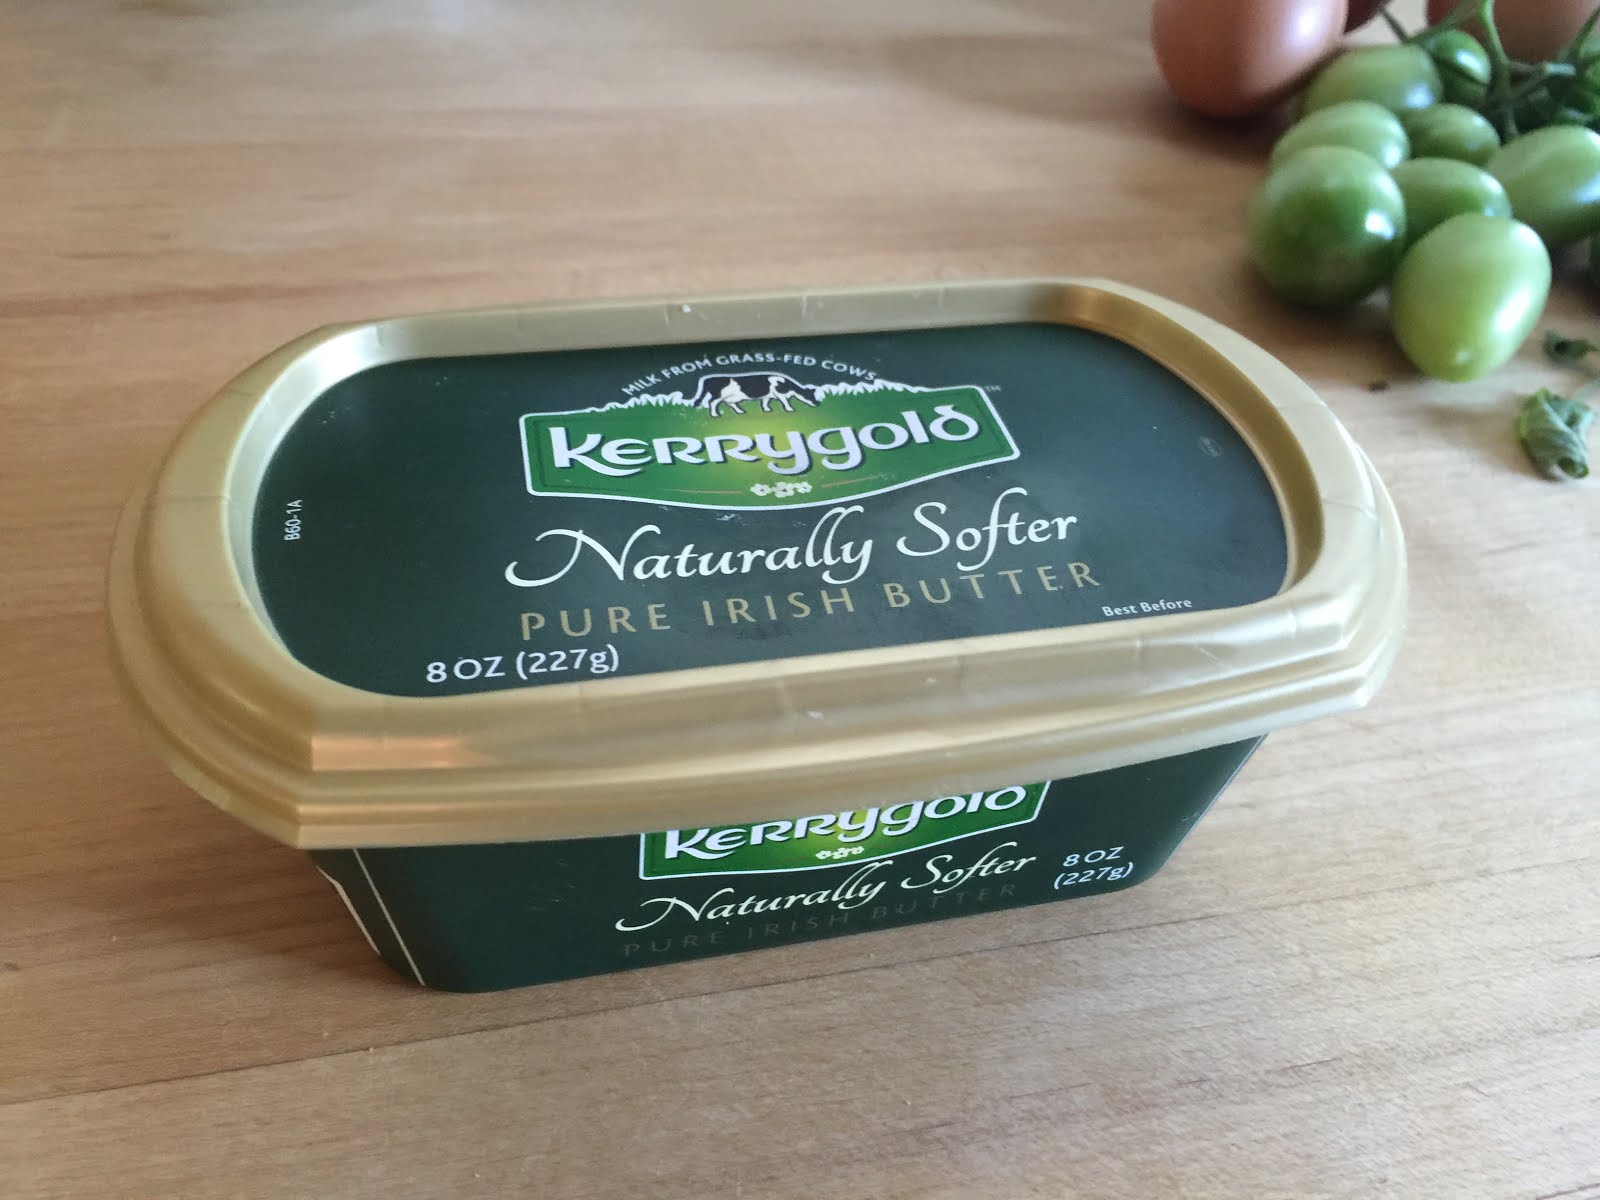 MILK FROM GRASS-FED COWS
KERRYGOLD™
Naturally Softer
PURE IRISH BUTTER
Best Before
8 OZ (227g)
B60-1A
KERRYGOLD
Naturally Softer
PURE IRISH BUTTER
8 OZ
(227g)